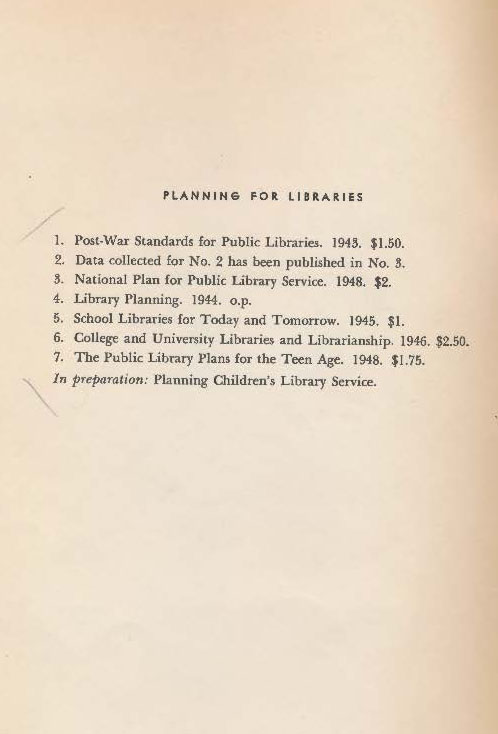 PLANNING FOR LIBRARIES
1. Post-War Standards for Public Libraries. 1943. $1.50.
2. Data collected for No. 2 has been published in No. 3.
3. National Plan for Public Library Service. 1948. $2.
4. Library Planning. 1944. o.p.
5. School Libraries for Today and Tomorrow. 1945. $1.
6. College and University Libraries and Librarianship. 1946. $2.50.
7. The Public Library Plans for the Teen Age. 1948. $1.75.
In preparation: Planning Children's Library Service.